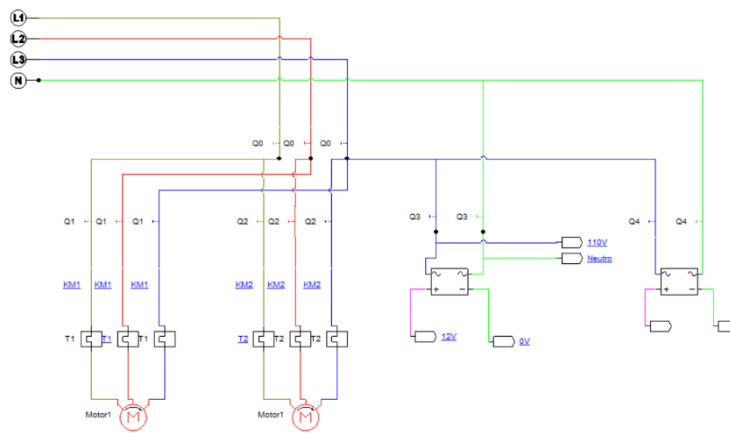 L1
L2
L3
N
Q0 Q0 Q0
Q1 Q1 Q1 Q2 Q2 Q2 Q3 Q3 Q4 Q4
110V
Neutro
KM1 KM1 KM1 KM2 KM2 KM2
+ - + -
T1 T1 T1 T2 T2 T2 12V 0V
Motor1 M Motor1 M